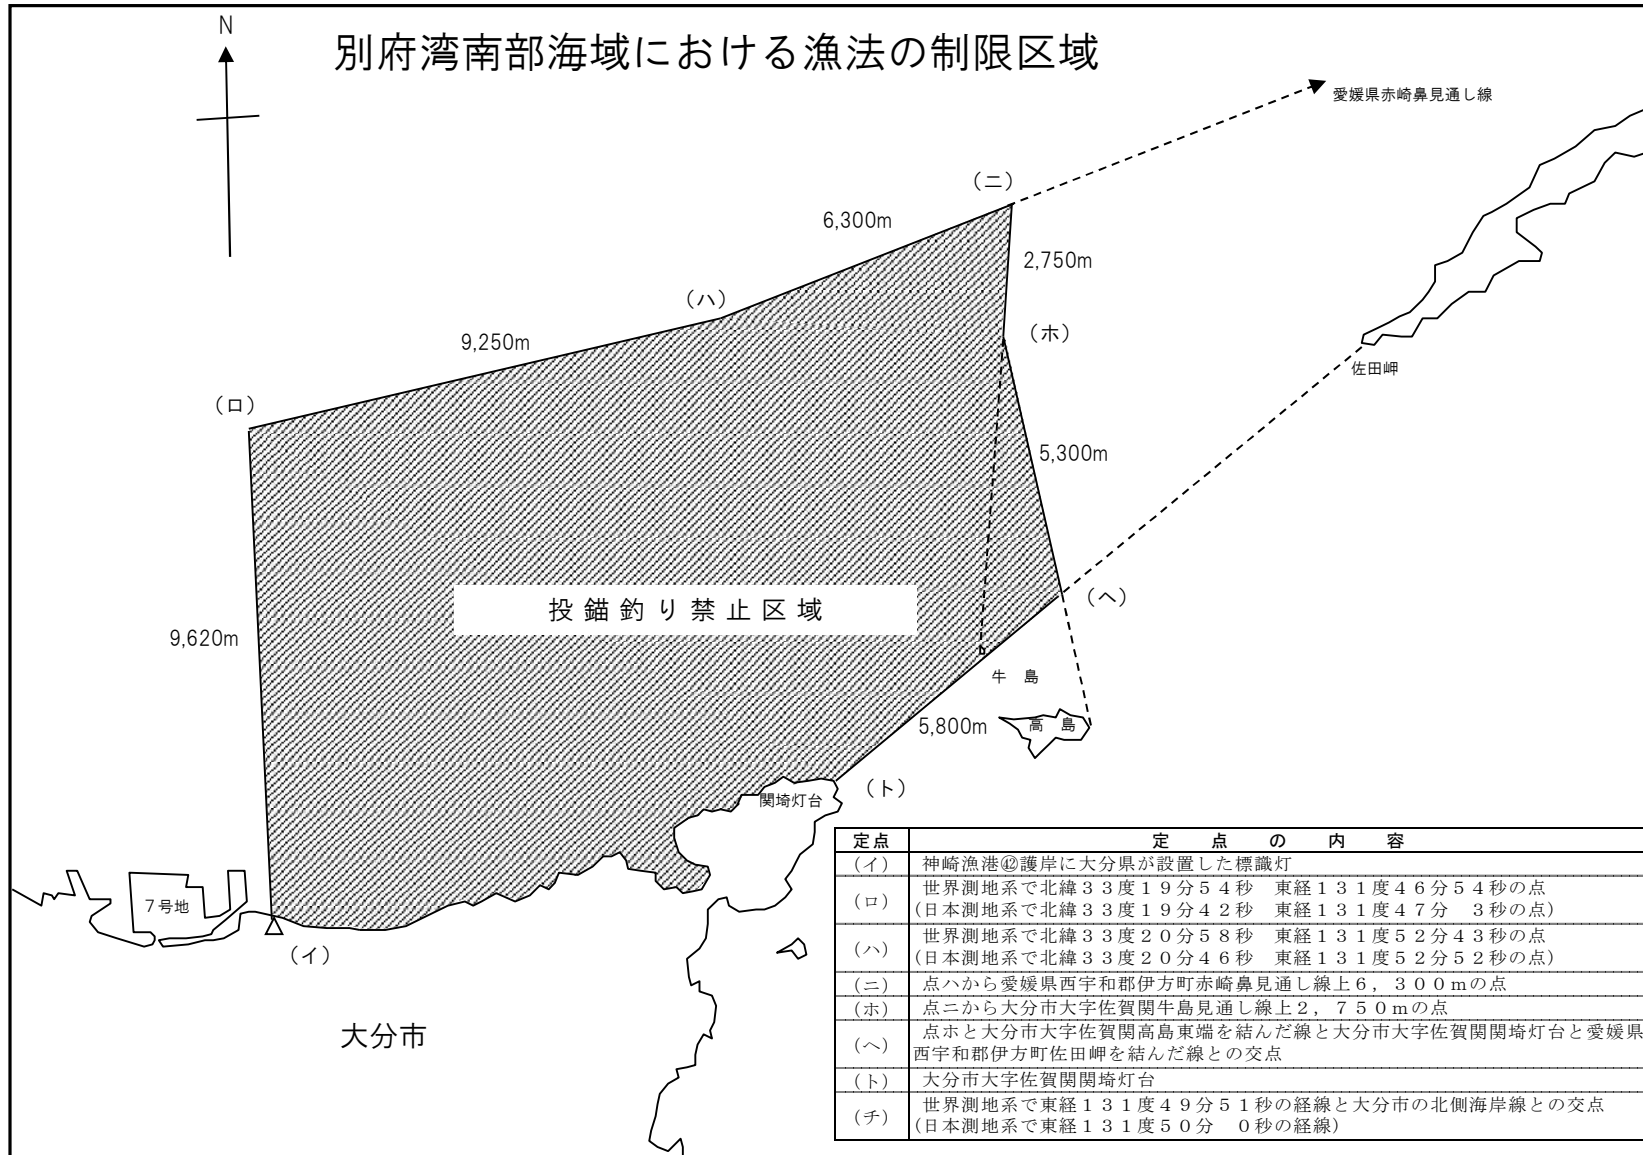 別府湾南部海域における漁法の制限区域
N
愛媛県赤崎鼻見通し線
（ニ）
6,300m
2,750m
（ハ）
（ホ）
9,250m
佐田岬
（ロ）
5,300m
投錨釣り禁止区域
（ヘ）
9,620m
牛　島
5,800m
高　島
（ト）
関埼灯台
７号地
（イ）
大分市
定点　定　点　の　内　容
（イ）　神崎漁港㊷護岸に大分県が設置した標識灯
（ロ）　世界測地系で北緯３３度１９分５４秒　東経１３１度４６分５４秒の点
（日本測地系で北緯３３度１９分４２秒　東経１３１度４７分　３秒の点）
（ハ）　世界測地系で北緯３３度２０分５８秒　東経１３１度５２分４３秒の点
（日本測地系で北緯３３度２０分４６秒　東経１３１度５２分５２秒の点）
（ニ）　点ハから愛媛県西宇和郡伊方町赤崎鼻見通し線上６，３００ｍの点
（ホ）　点ニから大分市大字佐賀関牛島見通し線上２，７５０ｍの点
（ヘ）　点ホと大分市大字佐賀関高島東端を結んだ線と大分市大字佐賀関関埼灯台と愛媛県
西宇和郡伊方町佐田岬を結んだ線との交点
（ト）　大分市大字佐賀関関埼灯台
（チ）　世界測地系で東経１３１度４９分５１秒の経線と大分市の北側海岸線との交点
（日本測地系で東経１３１度５０分　０秒の経線）